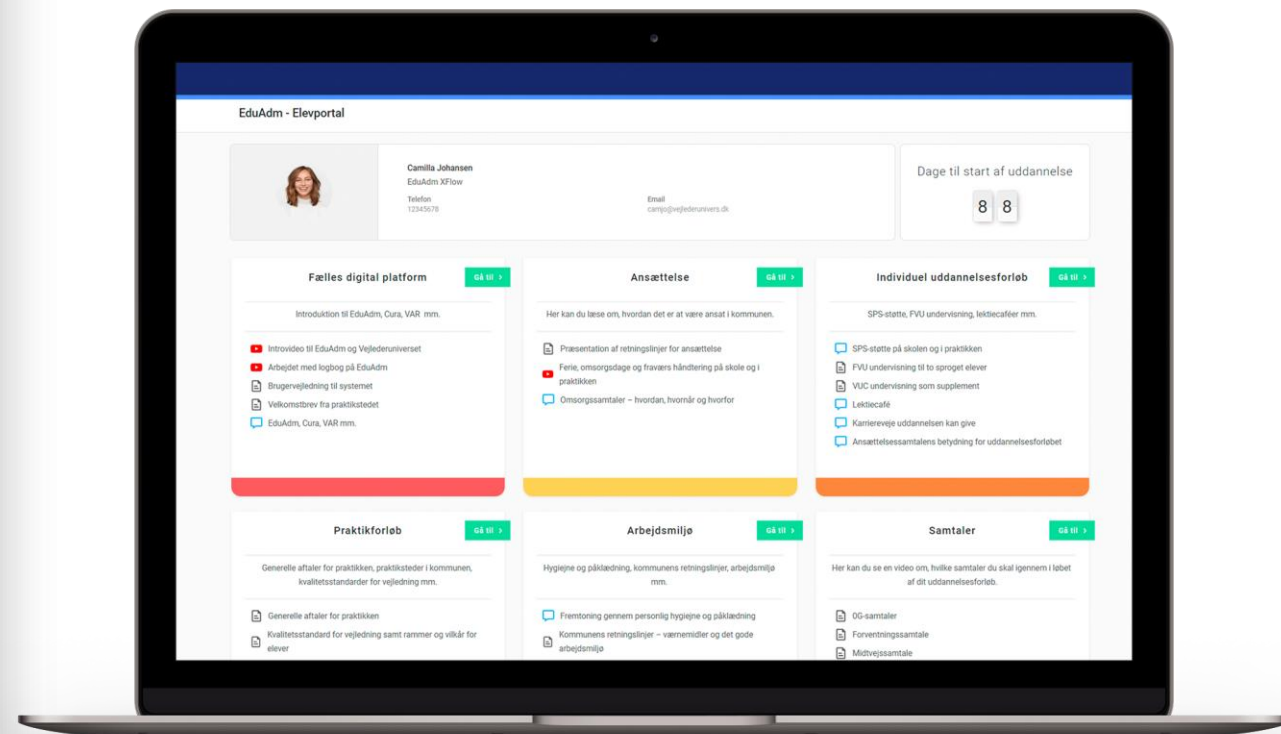 EduAdm - Elevportal
Camilla Johansen
EduAdm XFlow
Telefon
12345678
Email
camjo@vejlederunivers.dk
Dage til start af uddannelse
8 8
Fælles digital platform
Gå til >
Introduktion til EduAdm, Cura, VAR mm.
Introvideo til EduAdm og Vejlederuniverset
Arbejdet med logbog på EduAdm
Brugervejledning til systemet
Velkomstbrev fra praktikstedet
EduAdm, Cura, VAR mm.
Ansættelse
Gå til >
Her kan du læse om, hvordan det er at være ansat i kommunen.
Præsentation af retningslinjer for ansættelse
Ferie, omsorgsdage og fraværs håndtering på skole og i
praktikken
Omsorgssamtaler – hvordan, hvornår og hvorfor
Individuel uddannelsesforløb
Gå til >
SPS-støtte, FVU undervisning, lektiecaféer mm.
SPS-støtte på skolen og i praktikken
FVU undervisning til to sproget elever
VUC undervisning som supplement
Lektiecafé
Karriereveje uddannelsen kan give
Ansættelsessamtalens betydning for uddannelsesforløbet
Praktikforløb
Gå til >
Generelle aftaler for praktikken, praktiksteder i kommunen,
kvalitetsstandarder for vejledning mm.
Generelle aftaler for praktikken
Kvalitetsstandard for vejledning samt rammer og vilkår for
elever
Arbejdsmiljø
Gå til >
Hygiejne og påklædning, kommunens retningslinjer, arbejdsmiljø
mm.
Fremtoning gennem personlig hygiejne og påklædning
Kommunens retningslinjer – værnemidler og det gode
arbejdsmiljø
Samtaler
Gå til >
Her kan du se en video om, hvilke samtaler du skal igennem i løbet
af dit uddannelsesforløb.
0G-samtaler
Forventningssamtale
Midtvejssamtale